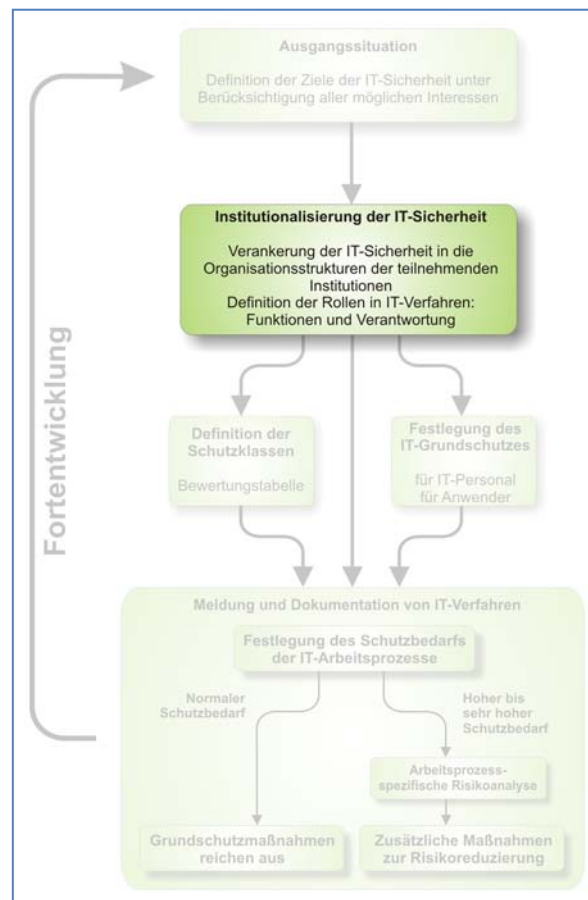 Ausgangssituation
Definition der Ziele der IT-Sicherheit unter
Berücksichtigung aller möglichen Interessen
Institutionalisierung der IT-Sicherheit
Verankerung der IT-Sicherheit in die
Organisationsstrukturen der teilnehmenden
Institutionen
Definition der Rollen in IT-Verfahren:
Funktionen und Verantwortung
Fortentwicklung
Definition der
Schutzklassen
Bewertungstabelle
Festlegung des
IT-Grundschutzes
für IT-Personal
für Anwender
Meldung und Dokumentation von IT-Verfahren
Festlegung des Schutzbedarfs
der IT-Arbeitsprozesse
Normaler
Schutzbedarf
Hoher bis
sehr hoher
Schutzbedarf
Arbeitsprozess-
spezifische Risikoanalyse
Grundschutzmaßnahmen
reichen aus
Zusätzliche Maßnahmen
zur Risikoreduzierung